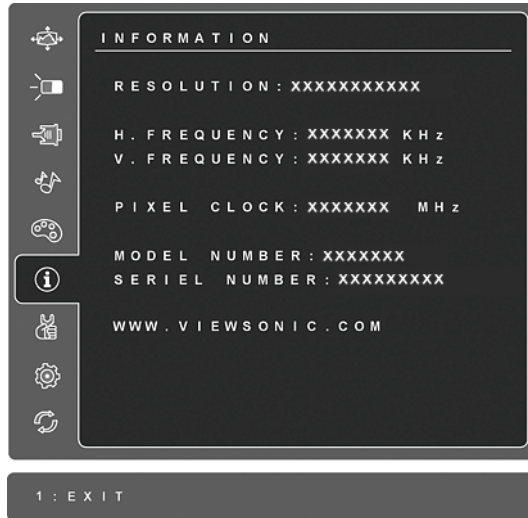 INFORMATION
RESOLUTION: XXXXXXXXXXX
H. FREQUENCY: XXXXXXX KHz
V. FREQUENCY: XXXXXXX KHz
PIXEL CLOCK: XXXXXXX MHz
MODEL NUMBER: XXXXXXX
SERIEL NUMBER: XXXXXXXXX
WWW.VIEWSONIC.COM
1:EXIT